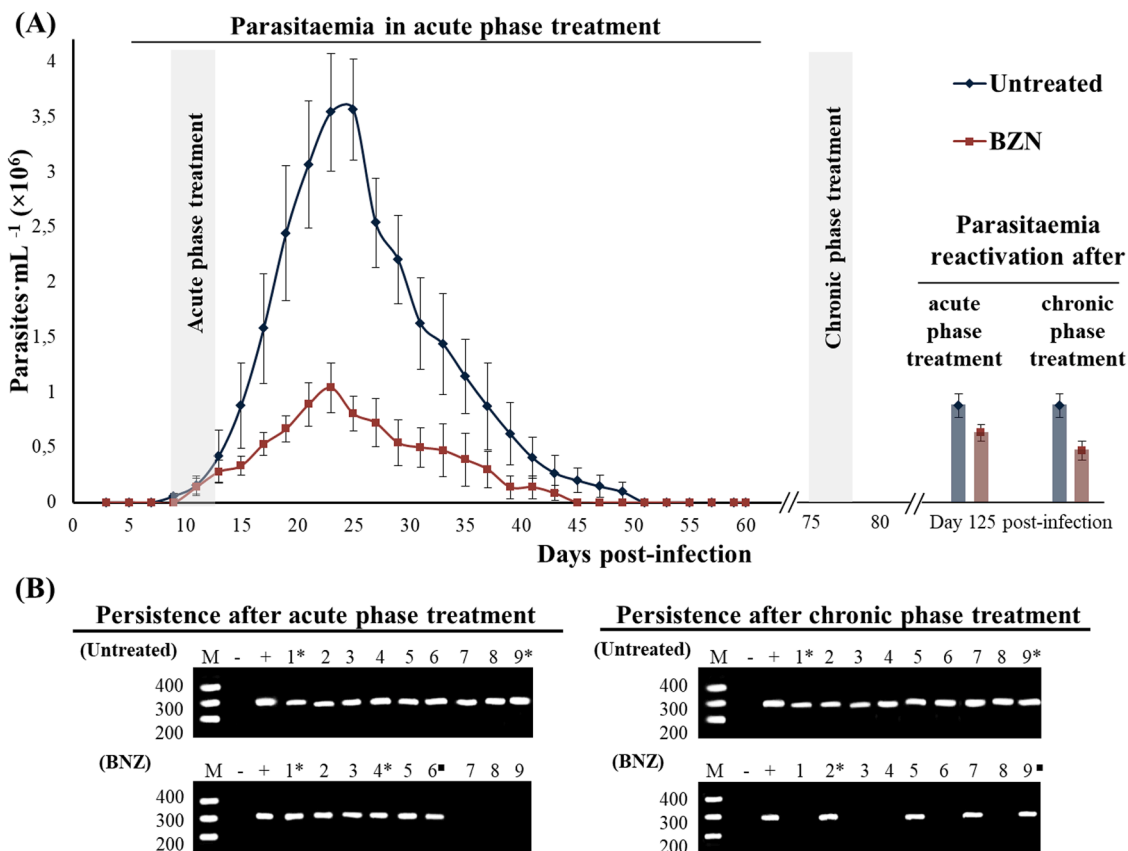 (A)
Parasitaemia in acute phase treatment
Parasites·mL -1 (×10⁶)
4
3,5
3
2,5
2
1,5
1
0,5
0
Acute phase treatment
Chronic phase treatment
Untreated
BZN
Parasitaemia
reactivation after
acute
phase
treatment
chronic
phase
treatment
0 5 10 15 20 25 30 35 40 45 50 55 60 75 80
Day 125 post-infection
Days post-infection
(B)
Persistence after acute phase treatment
(Untreated)
M - + 1* 2 3 4 5 6 7 8 9*
400
300
200
(BNZ)
M - + 1* 2 3 4* 5 6▪ 7 8 9
400
300
200
Persistence after chronic phase treatment
(Untreated)
M - + 1* 2 3 4 5 6 7 8 9*
400
300
200
(BNZ)
M - + 1 2* 3 4 5 6 7 8 9▪
400
300
200